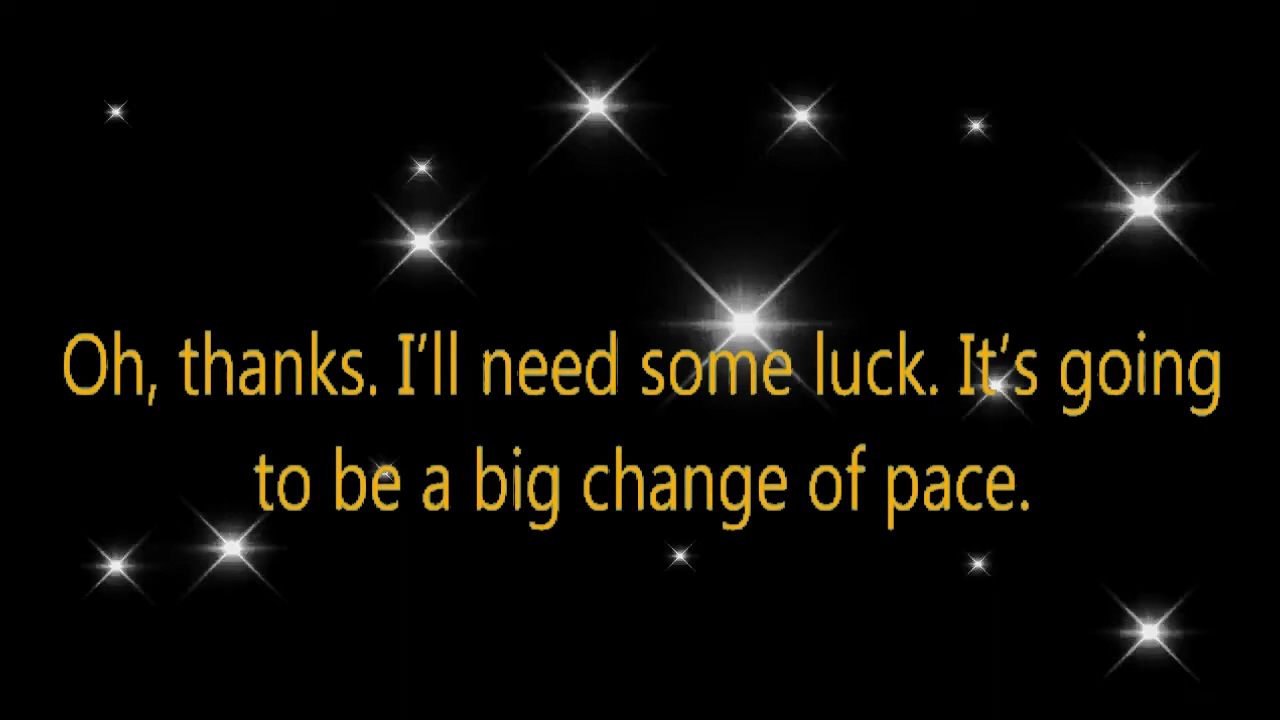 Oh, thanks. I’ll need some luck. It’s going
to be a big change of pace.